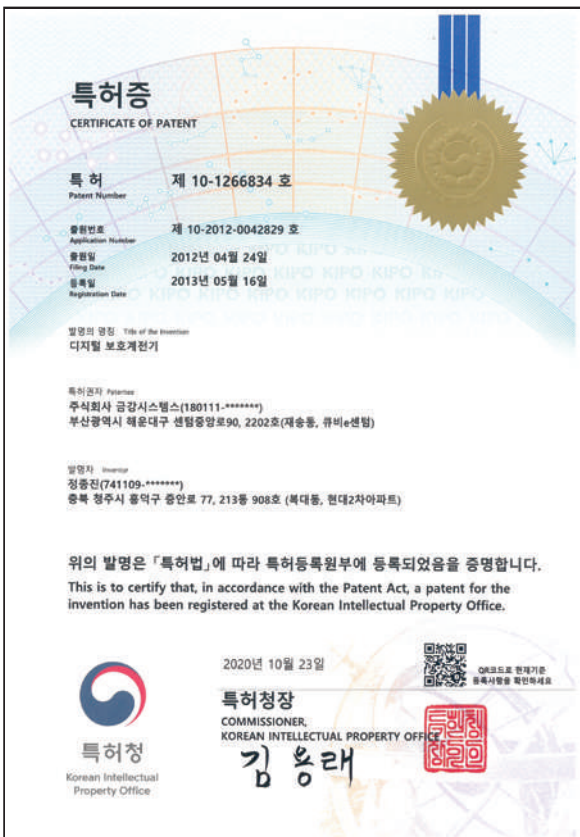 특허증
CERTIFICATE OF PATENT
특 허 제 10-1266834 호
Patent Number
출원번호 제 10-2012-0042829 호
Application Number
출원일 2012년 04월 24일
Filing Date
등록일 2013년 05월 16일
Registration Date
발명의 명칭 Title of the Invention
디지털 보호계전기
특허권자 Patentee
주식회사 금강시스템스(180111-*******)
부산광역시 해운대구 센텀중앙로90, 2202호(재송동, 큐비e센텀)
발명자 Inventor
정종진(741109-*******)
충북 청주시 흥덕구 증안로 77, 213동 908호 (복대동, 현대2차아파트)
위의 발명은 「특허법」에 따라 특허등록원부에 등록되었음을 증명합니다.
This is to certify that, in accordance with the Patent Act, a patent for the
invention has been registered at the Korean Intellectual Property Office.
2020년 10월 23일
QR코드로 현재기준
등록사항을 확인하세요
특허청장
COMMISSIONER,
KOREAN INTELLECTUAL PROPERTY OFFICE
김용래
특허청
Korean Intellectual
Property Office